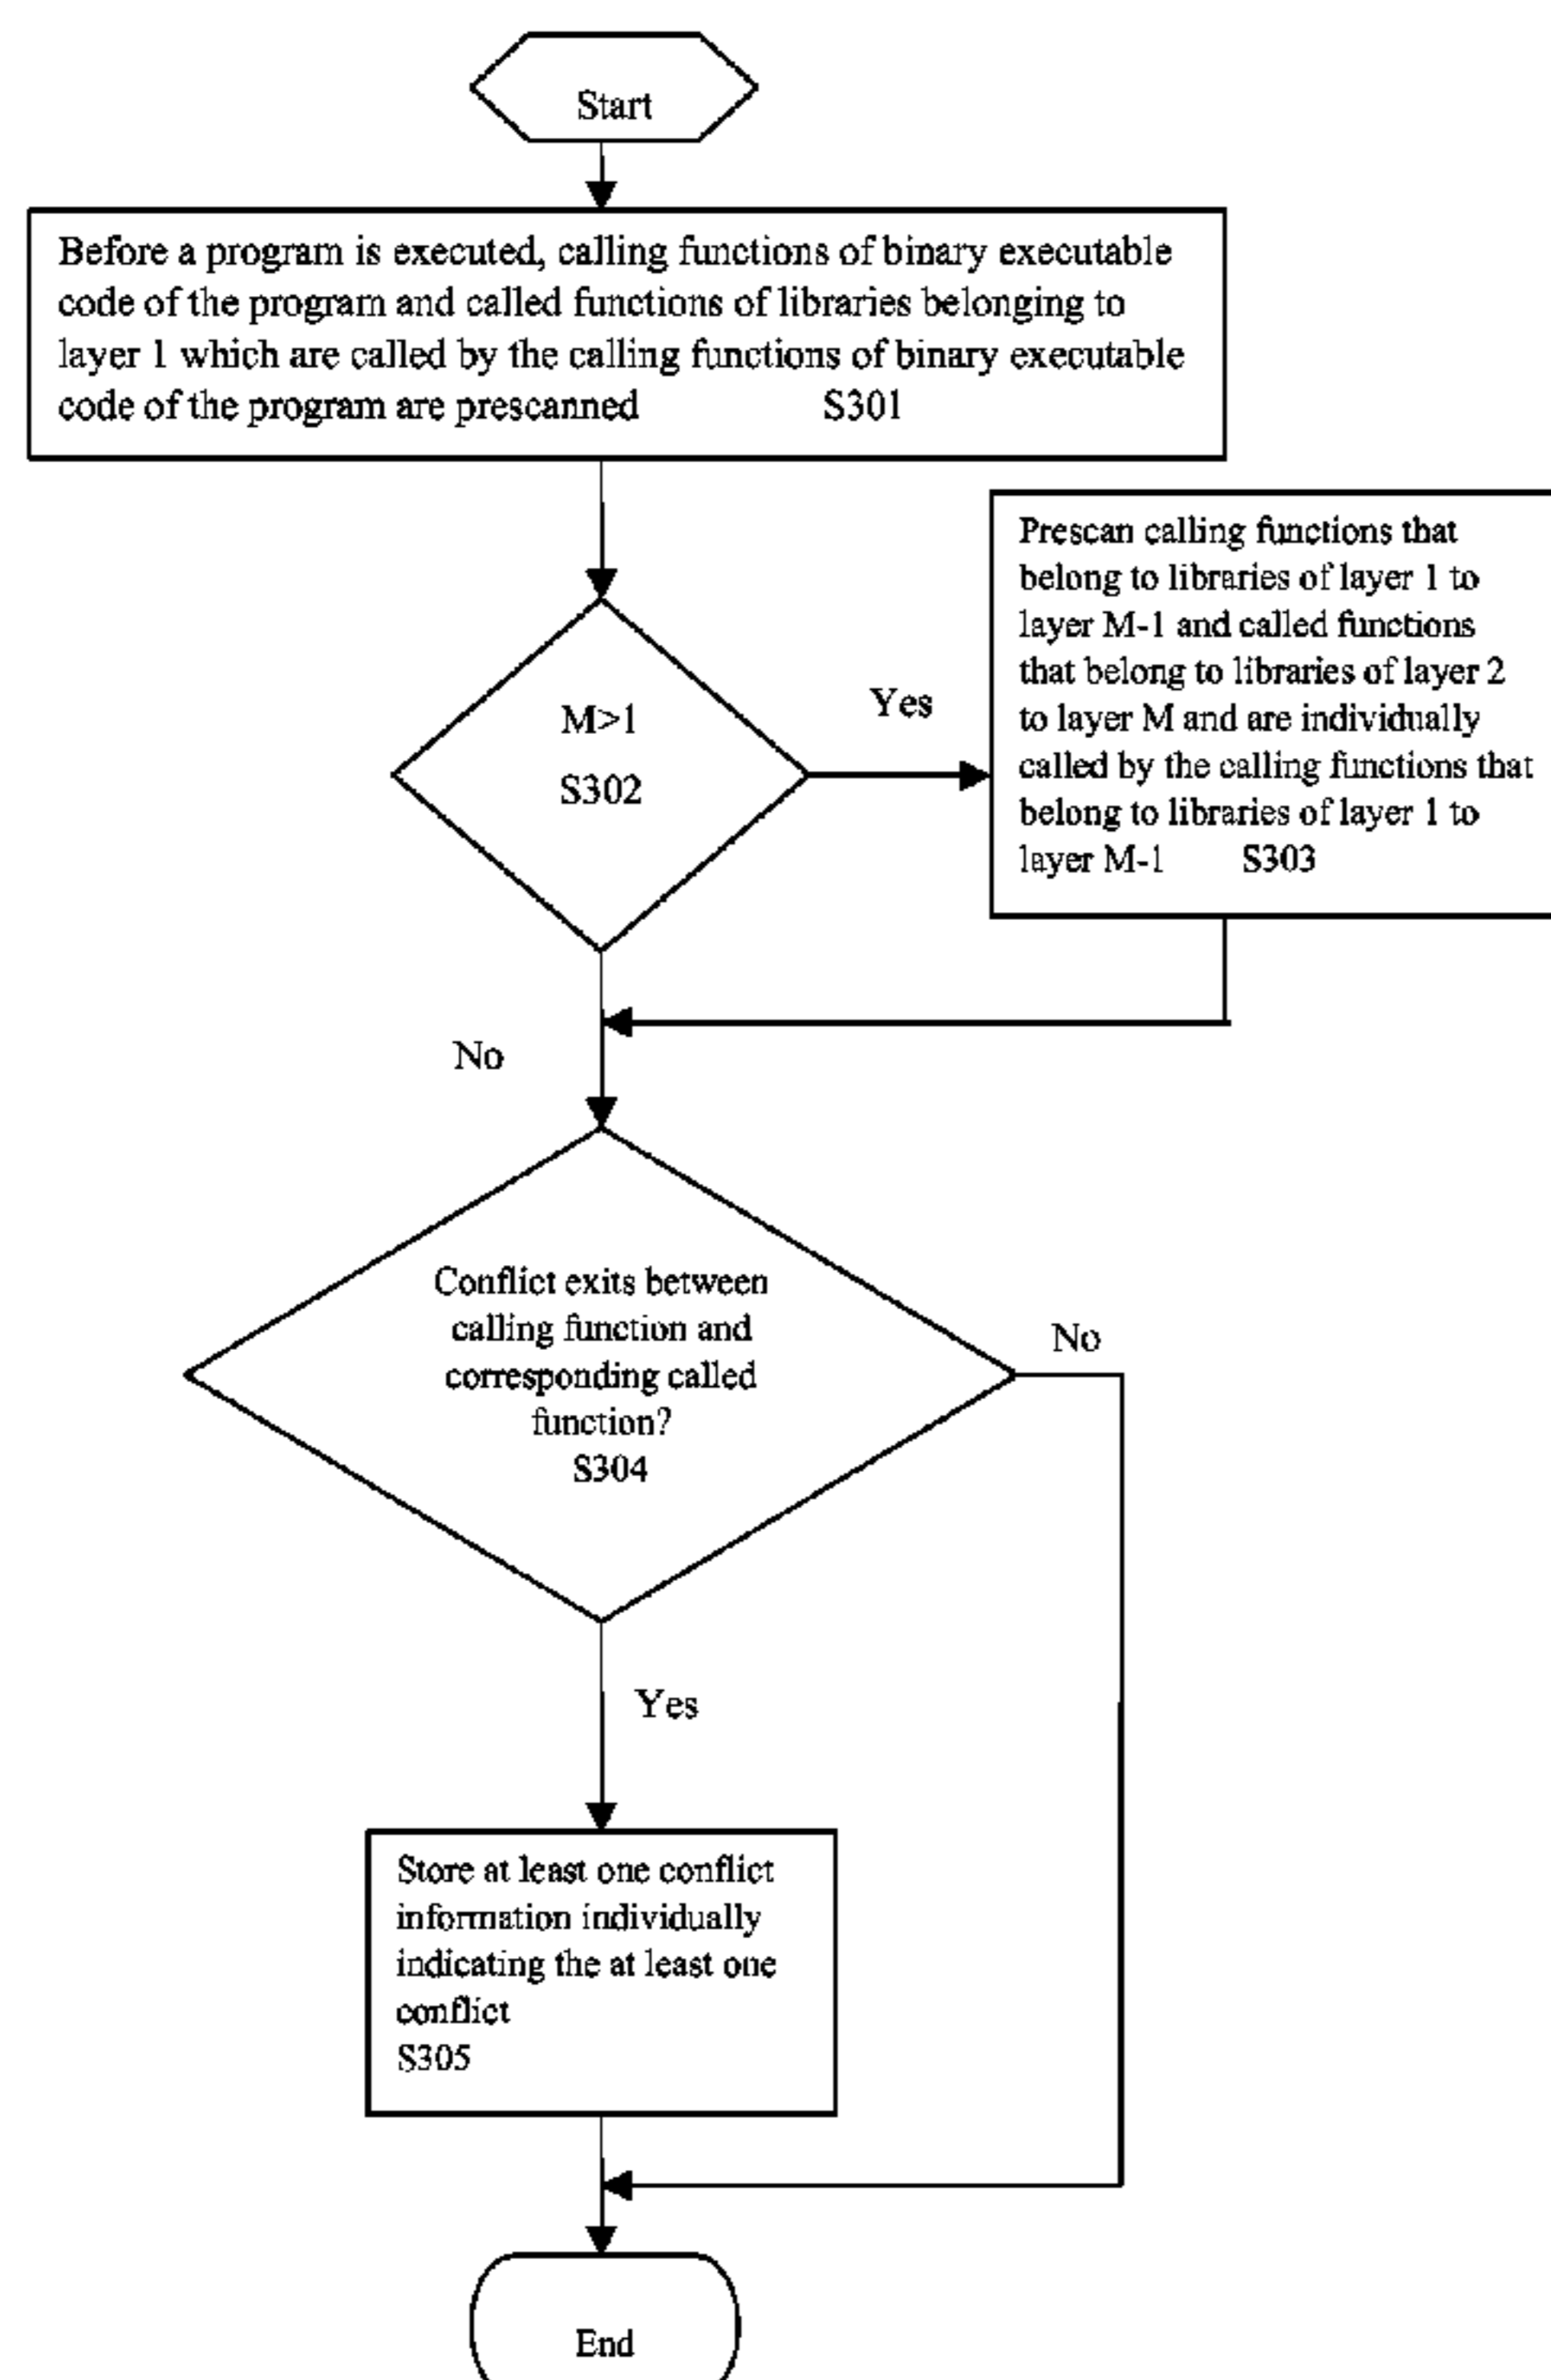 Start
Before a program is executed, calling functions of binary executable
code of the program and called functions of libraries belonging to
layer 1 which are called by the calling functions of binary executable
code of the program are prescanned S301
M>1
S302
Yes
Prescan calling functions that
belong to libraries of layer 1 to
layer M-1 and called functions
that belong to libraries of layer 2
to layer M and are individually
called by the calling functions that
belong to libraries of layer 1 to
layer M-1 S303
No
Conflict exits between
calling function and
corresponding called
function?
S304
No
Yes
Store at least one conflict
information individually
indicating the at least one
conflict
S305
End